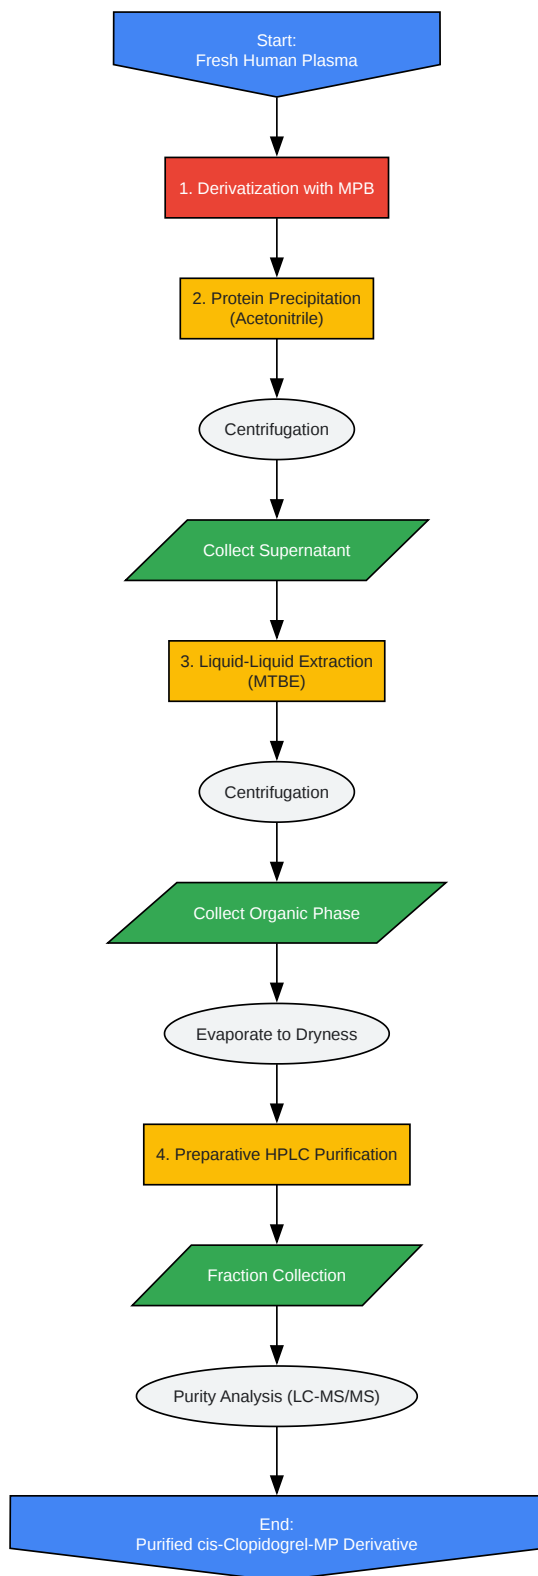 Start:
Fresh Human Plasma
1. Derivatization with MPB
2. Protein Precipitation
(Acetonitrile)
Centrifugation
Collect Supernatant
3. Liquid-Liquid Extraction
(MTBE)
Centrifugation
Collect Organic Phase
Evaporate to Dryness
4. Preparative HPLC Purification
Fraction Collection
Purity Analysis (LC-MS/MS)
End:
Purified cis-Clopidogrel-MP Derivative